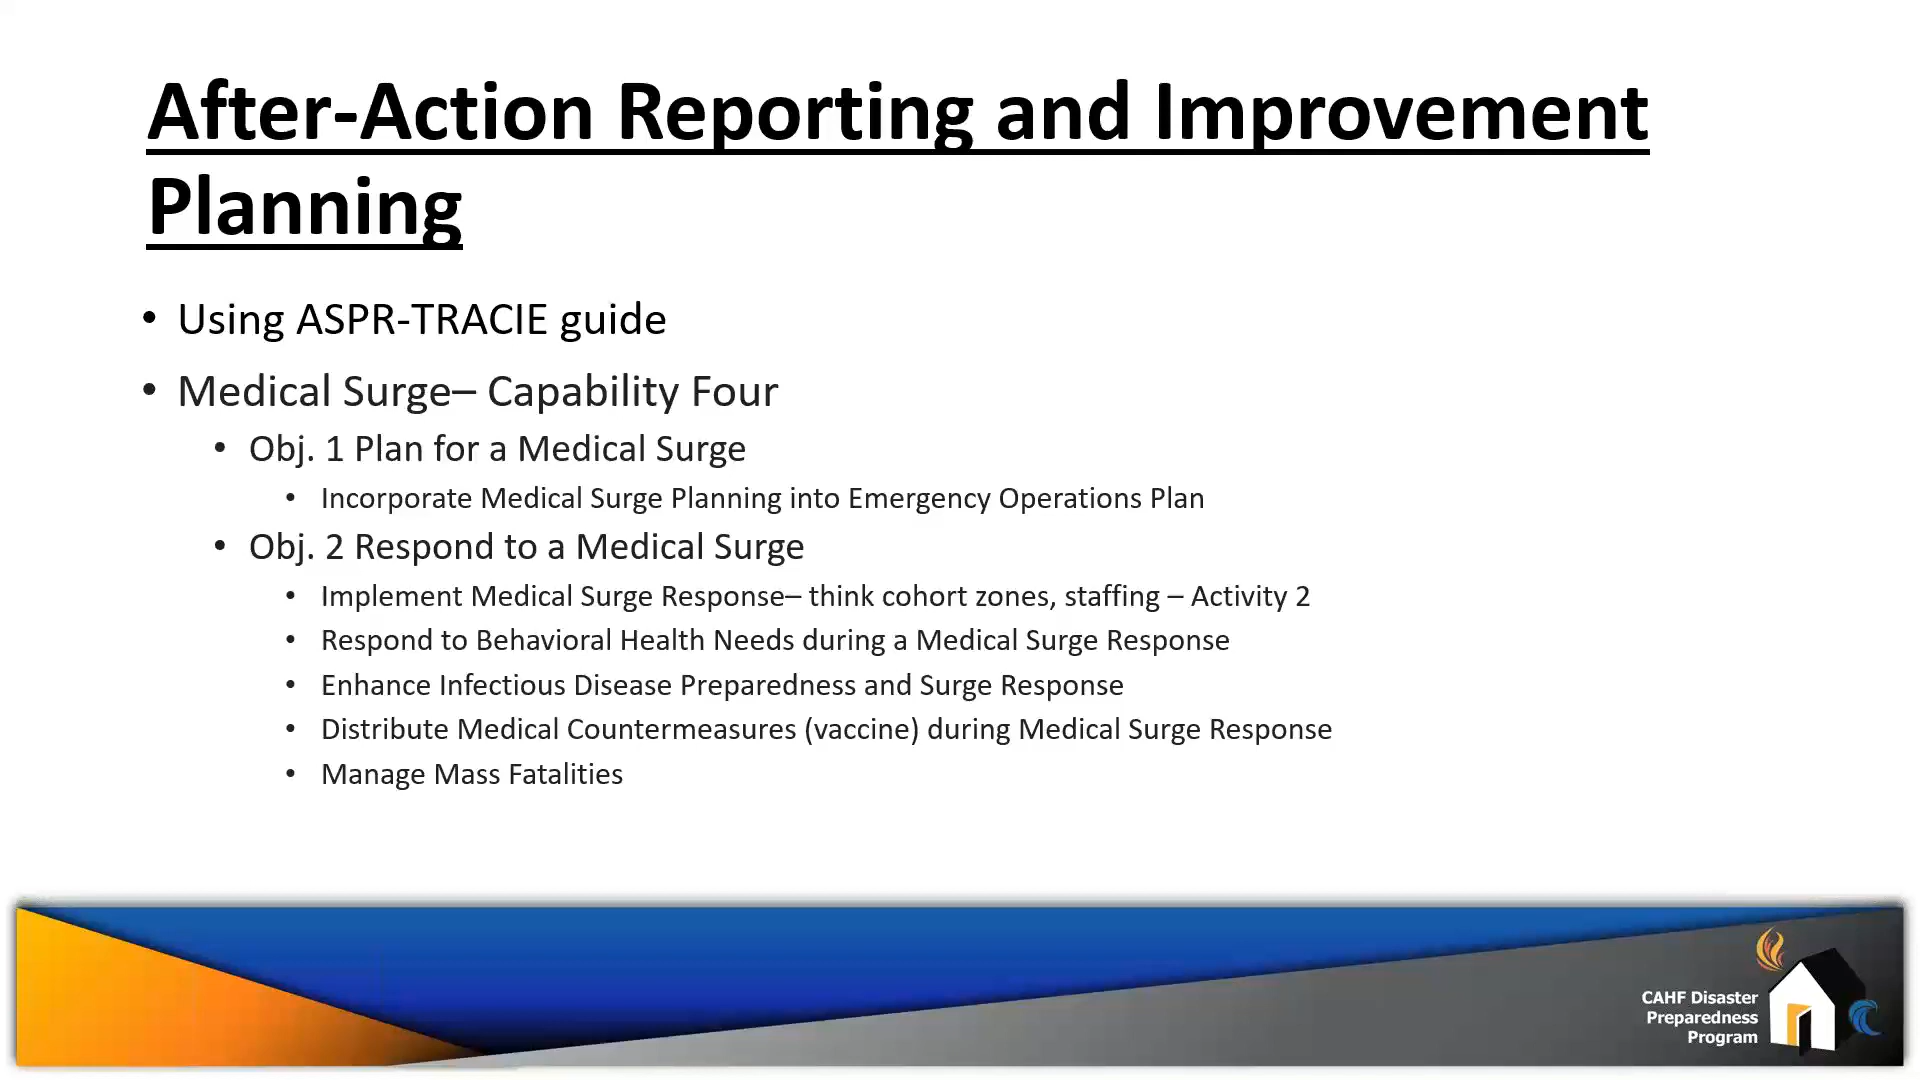 After-Action Reporting and Improvement
Planning
• Using ASPR-TRACIE guide
• Medical Surge– Capability Four
• Obj. 1 Plan for a Medical Surge
• Incorporate Medical Surge Planning into Emergency Operations Plan
• Obj. 2 Respond to a Medical Surge
• Implement Medical Surge Response– think cohort zones, staffing – Activity 2
• Respond to Behavioral Health Needs during a Medical Surge Response
• Enhance Infectious Disease Preparedness and Surge Response
• Distribute Medical Countermeasures (vaccine) during Medical Surge Response
• Manage Mass Fatalities
CAHF Disaster
Preparedness
Program